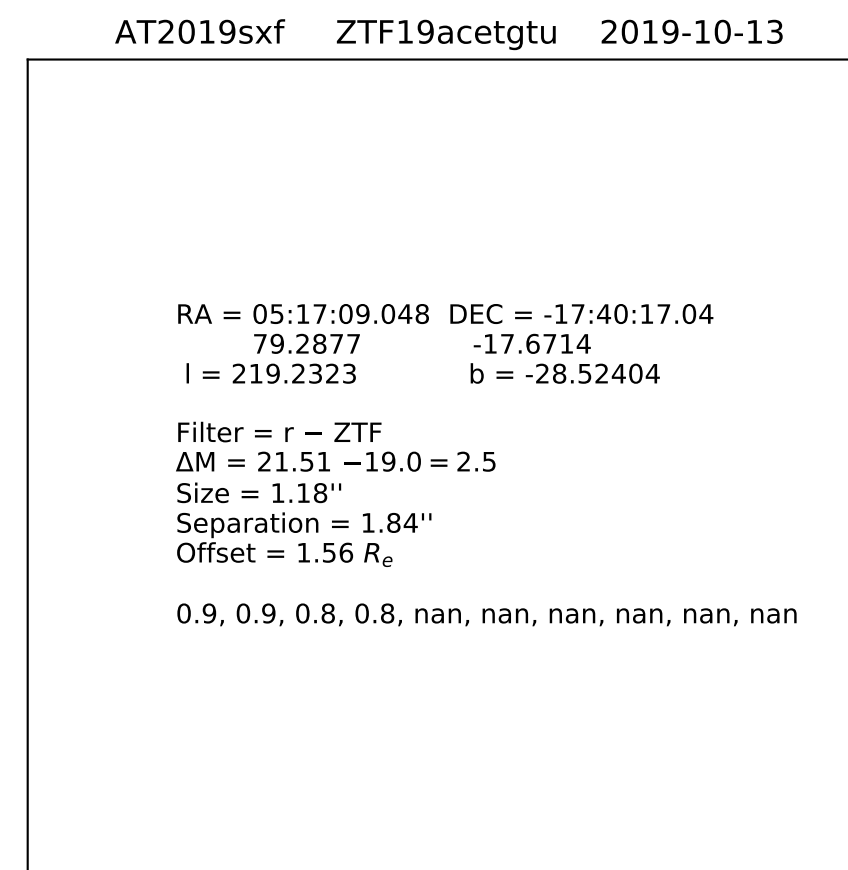 AT2019sxf ZTF19acetgtu 2019-10-13
RA = 05:17:09.048 DEC = -17:40:17.04
79.2877 -17.6714
l = 219.2323 b = -28.52404
Filter = r − ZTF
ΔM = 21.51 −19.0 = 2.5
Size = 1.18''
Separation = 1.84''
Offset = 1.56 Re
0.9, 0.9, 0.8, 0.8, nan, nan, nan, nan, nan, nan